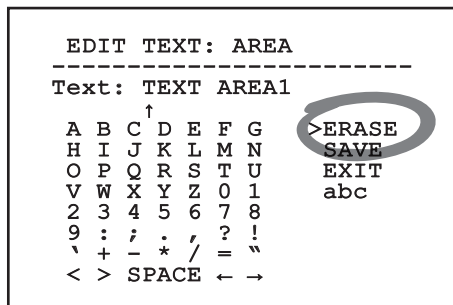 EDIT TEXT: AREA
------------------------
Text: TEXT AREA1
↑
A B C D E F G >ERASE
H I J K L M N SAVE
O P Q R S T U EXIT
V W X Y Z 0 1 abc
2 3 4 5 6 7 8
9 : ; . , ? !
‵ + – * / = ‶
< > SPACE ← →